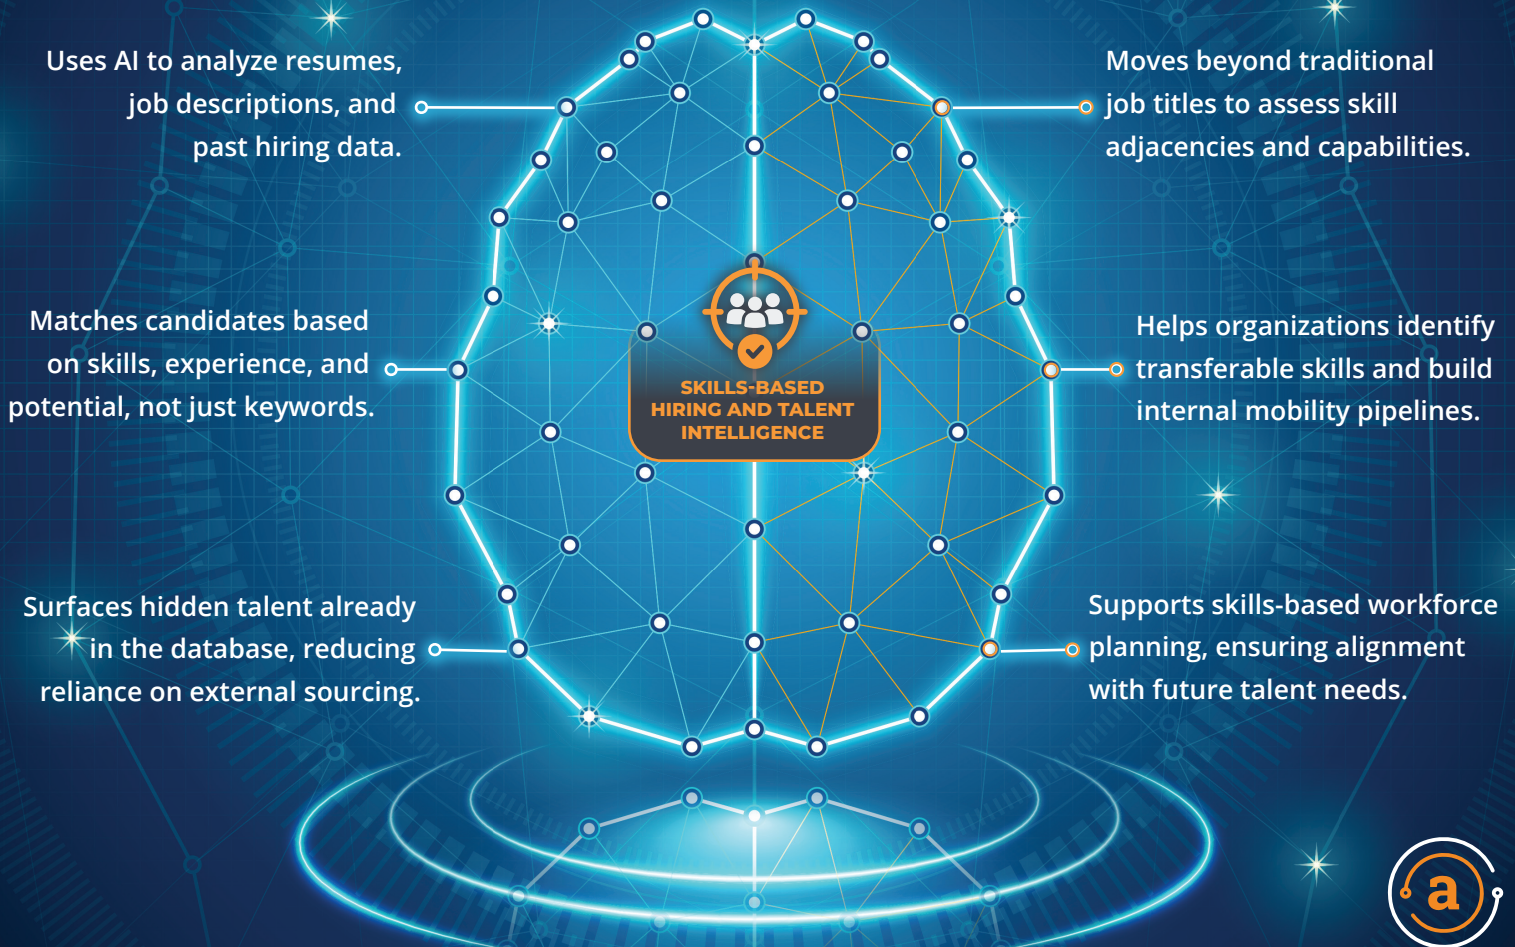 Uses AI to analyze resumes,
job descriptions, and
past hiring data.
Matches candidates based
on skills, experience, and
potential, not just keywords.
Surfaces hidden talent already
in the database, reducing
reliance on external sourcing.
SKILLS-BASED
HIRING AND TALENT
INTELLIGENCE
Moves beyond traditional
job titles to assess skill
adjacencies and capabilities.
Helps organizations identify
transferable skills and build
internal mobility pipelines.
Supports skills-based workforce
planning, ensuring alignment
with future talent needs.
a